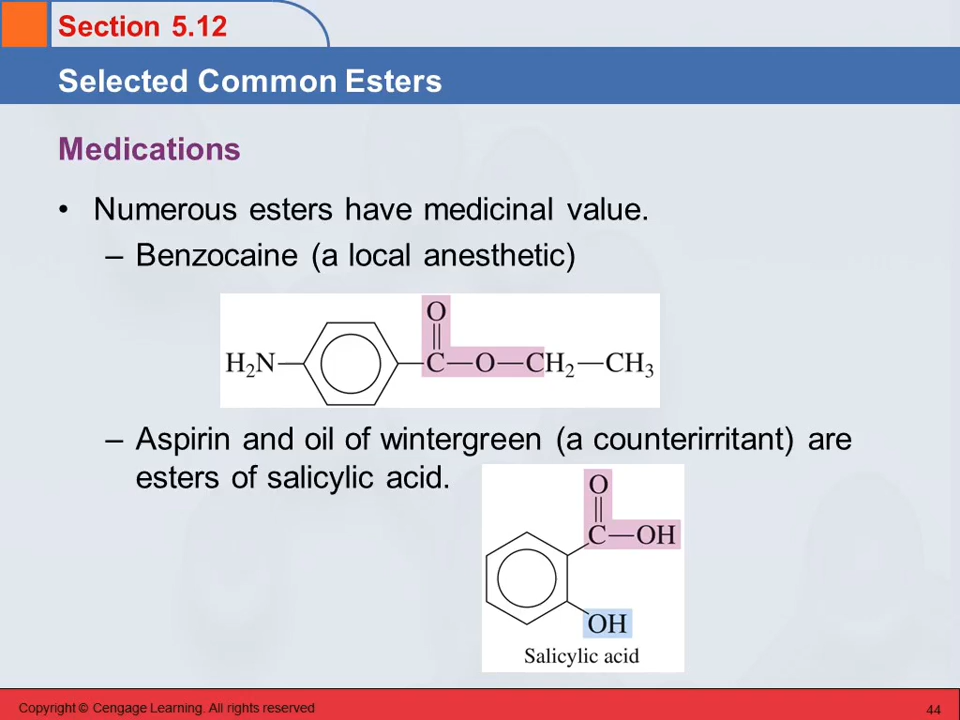 Section 5.12
Selected Common Esters
Medications
• Numerous esters have medicinal value.
– Benzocaine (a local anesthetic)
O
H₂N C—O—CH₂—CH₃
– Aspirin and oil of wintergreen (a counterirritant) are
esters of salicylic acid.
O
C—OH
OH
Salicylic acid
Copyright © Cengage Learning. All rights reserved
44